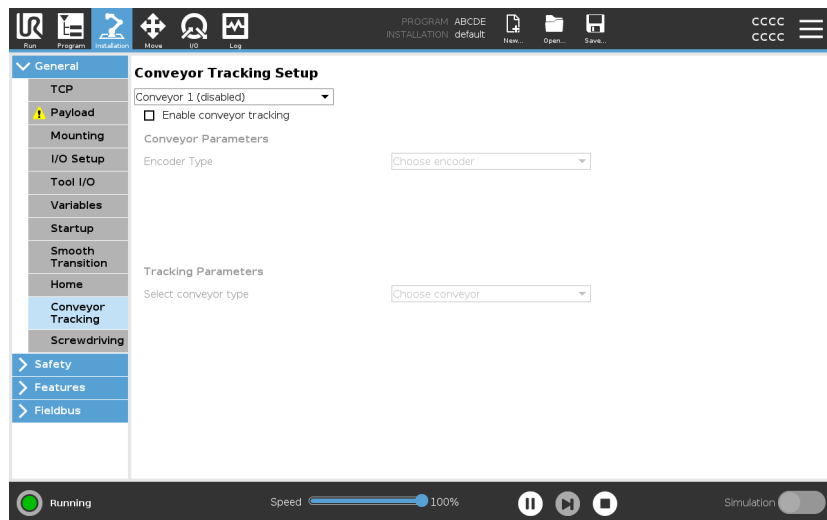 UR
PROGRAM ABCDE
INSTALLATION default
CCCC
CCCC
Run Program Installation Move I/O Log New... Open... Save...
General
TCP
Payload
Mounting
I/O Setup
Tool I/O
Variables
Startup
Smooth
Transition
Home
Conveyor
Tracking
Screwdriving
Safety
Features
Fieldbus
Conveyor Tracking Setup
Conveyor 1 (disabled)
Enable conveyor tracking
Conveyor Parameters
Encoder Type Choose encoder
Tracking Parameters
Select conveyor type Choose conveyor
Running Speed 100% Simulation